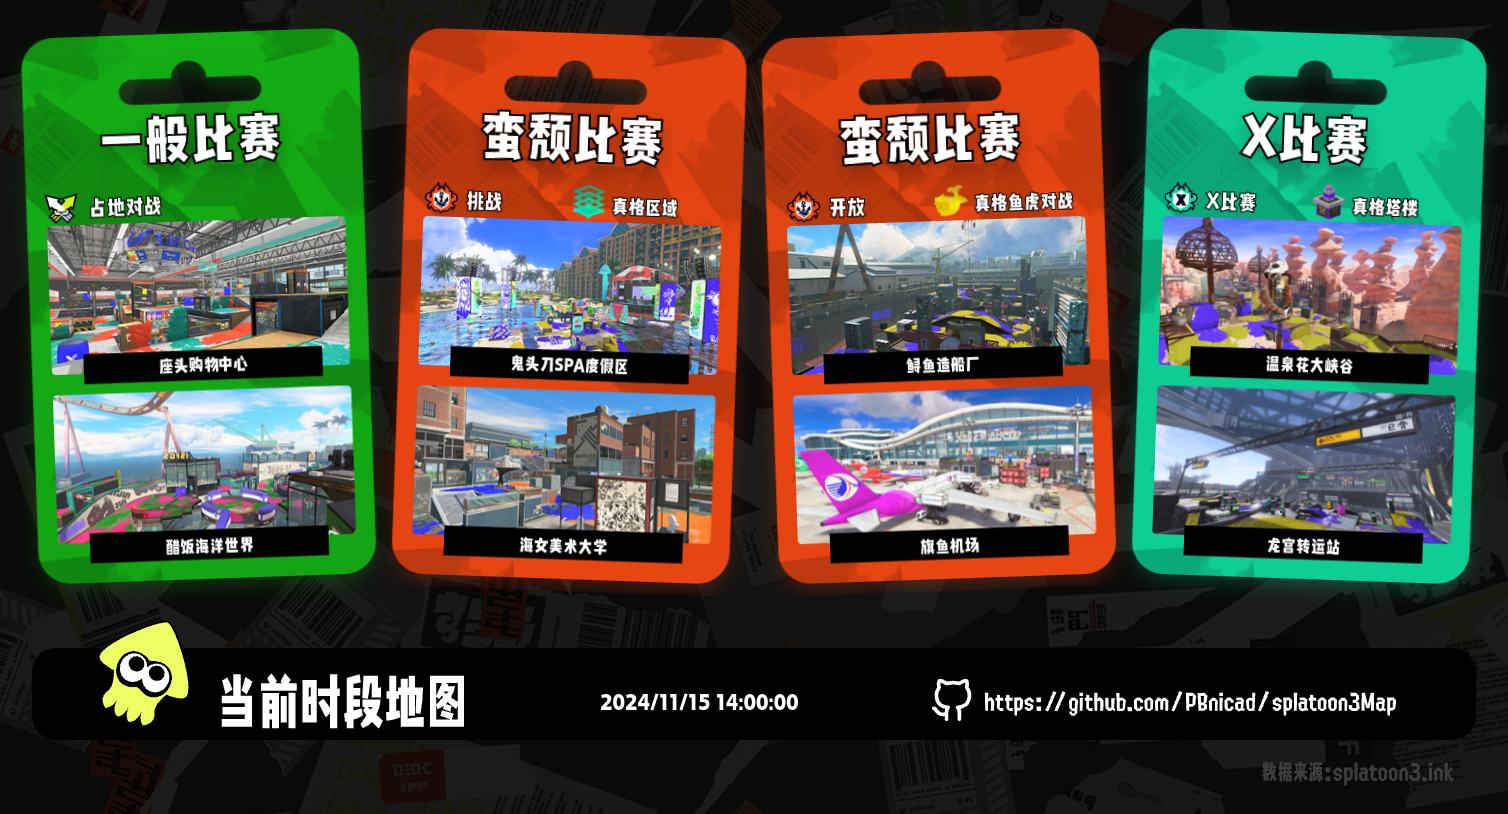 一般比赛
占地对战
座头购物中心
醋饭海洋世界
蛮颓比赛
挑战
真格区域
鬼头刀SPA度假区
海女美术大学
蛮颓比赛
开放
真格鱼虎对战
鲟鱼造船厂
旗鱼机场
X比赛
X比赛
真格塔楼
温泉花大峡谷
龙宫转运站
当前时段地图
2024/11/15 14:00:00
https://github.com/PBnicad/splatoon3Map
数据来源:splatoon3.ink